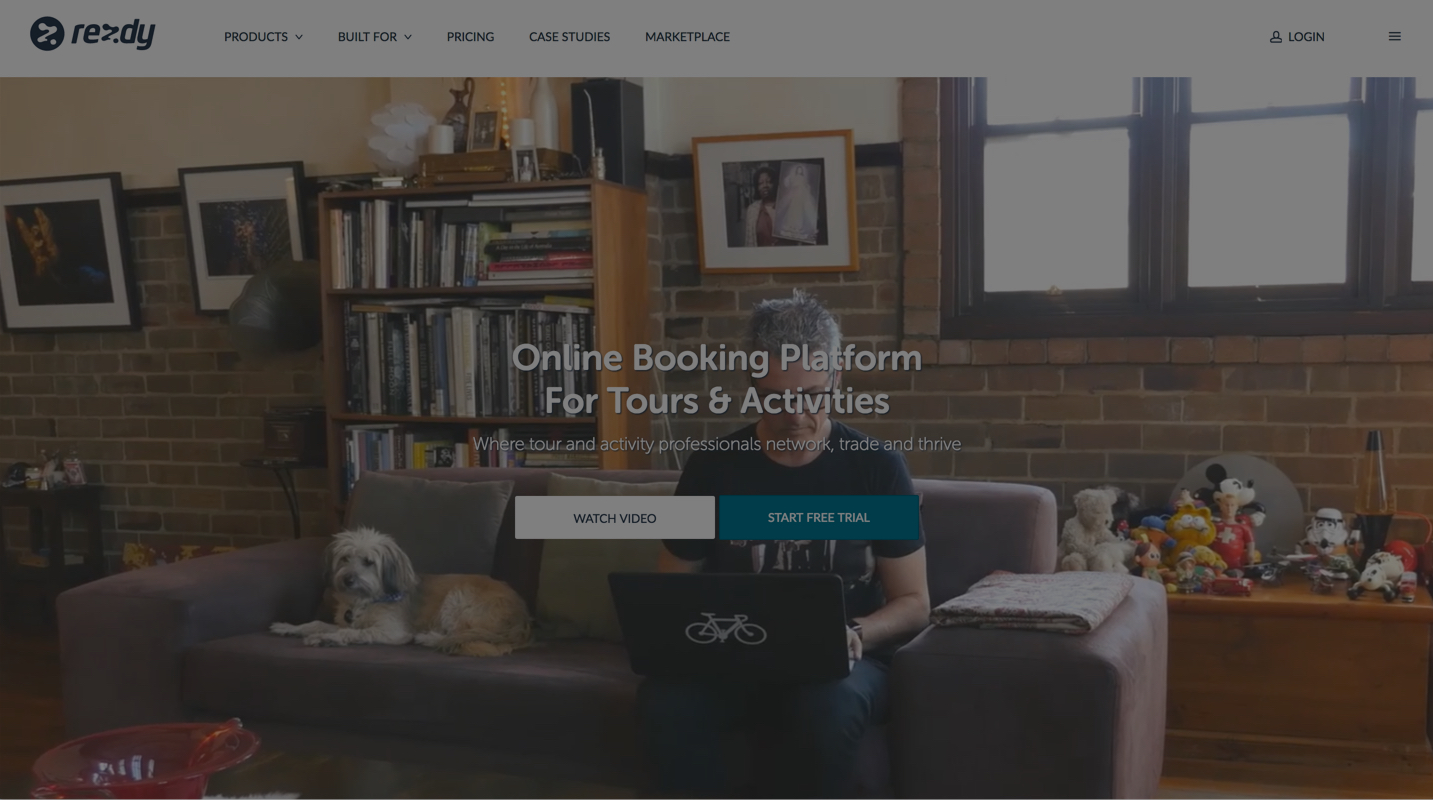 rezdy
PRODUCTS
BUILT FOR
PRICING
CASE STUDIES
MARKETPLACE
LOGIN
Online Booking Platform
For Tours & Activities
Where tour and activity professionals network, trade and thrive
WATCH VIDEO
START FREE TRIAL